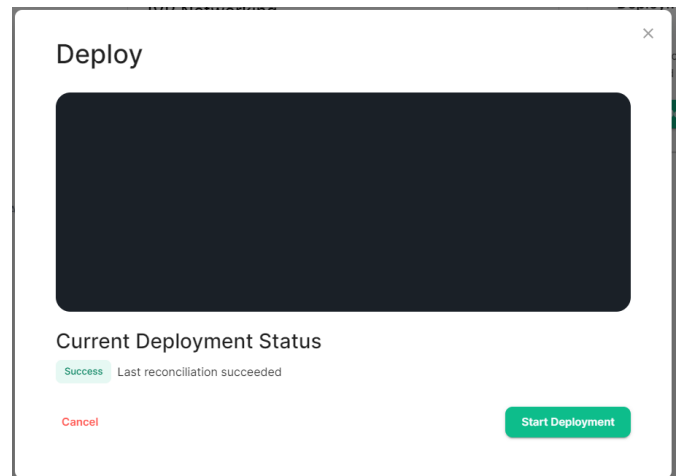 Deploy
Current Deployment Status
Success Last reconciliation succeeded
Cancel
Start Deployment